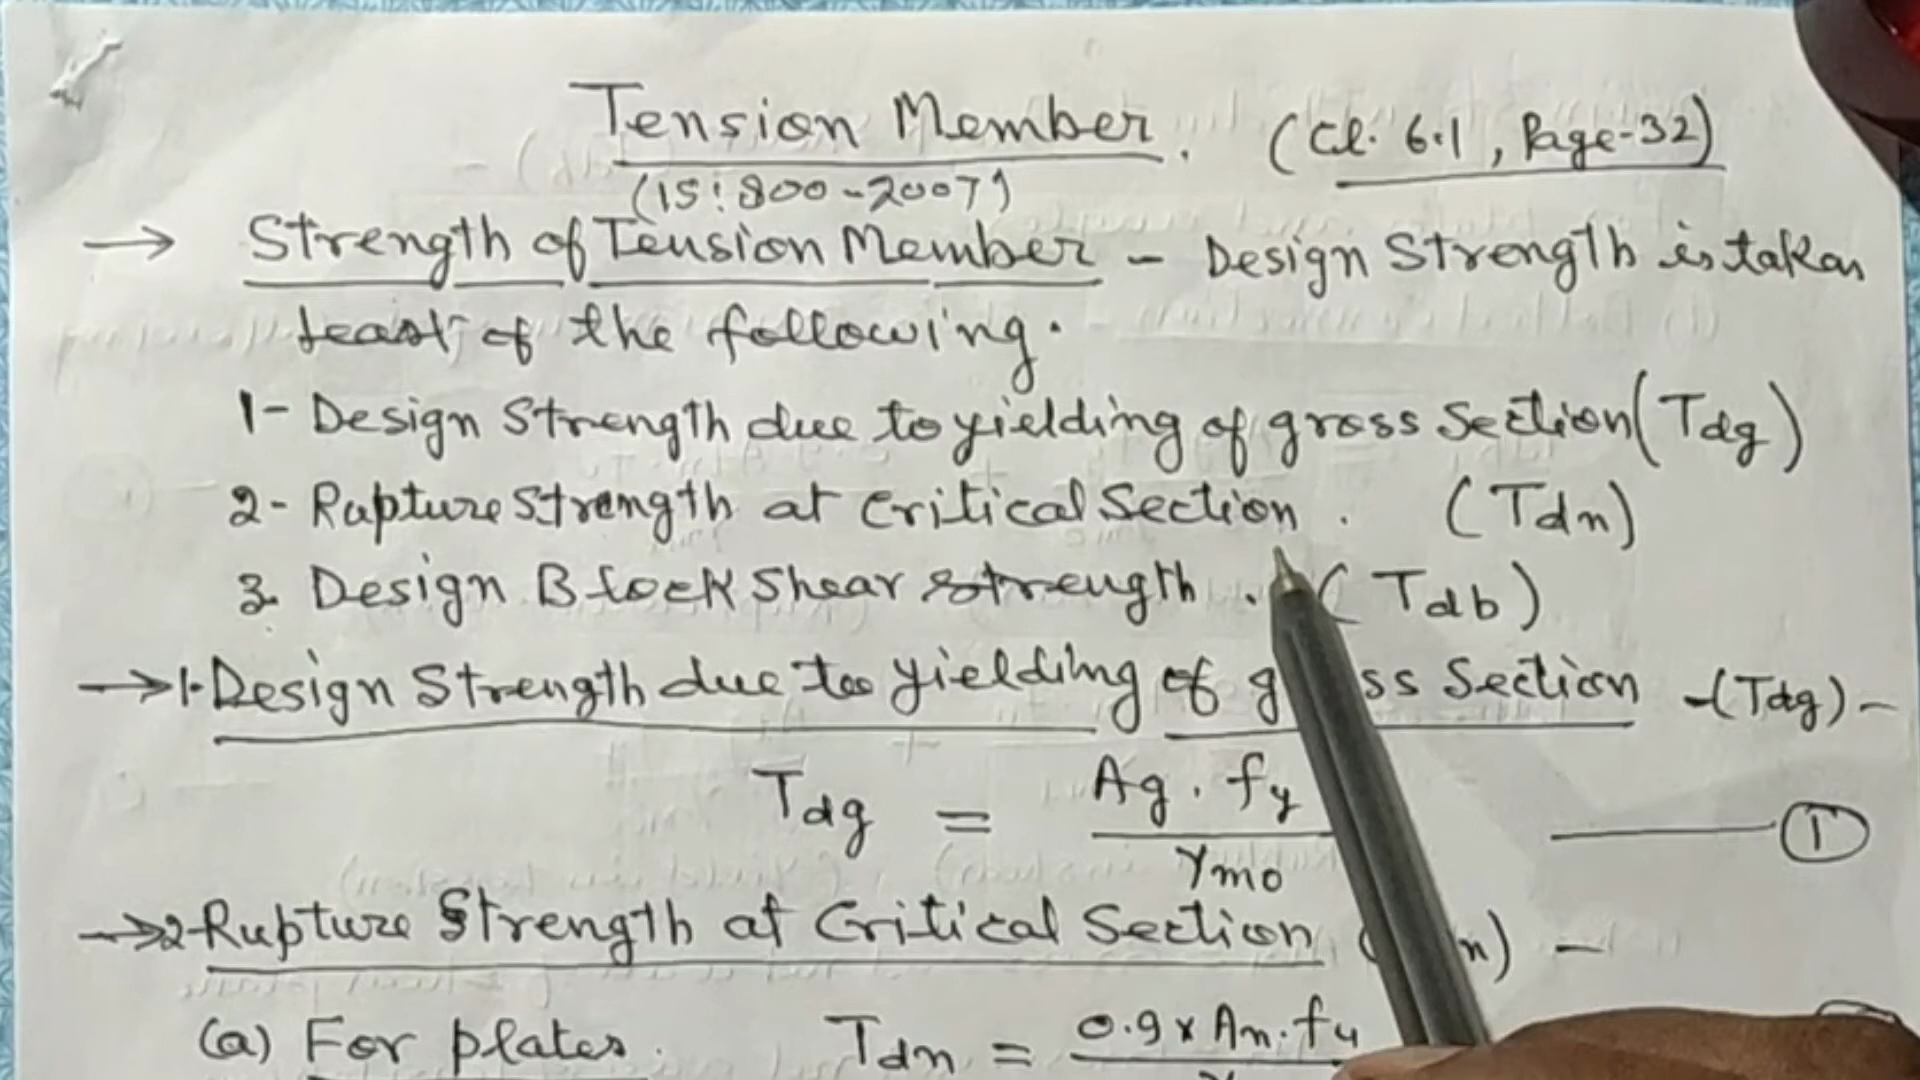 Tension Member. (Cl. 6.1, Page-32)
(IS:800-2007)
→ Strength of Tension Member - Design Strength is taken
least of the following.
1- Design Strength due to yielding of gross Section (Tdg)
2- Rupture Strength at Critical Section. (Tdn)
3. Design Block Shear strength. (Tdb)
→1. Design Strength due to yielding of g ss Section -(Tdg)-
Tdg = Ag . fy / γmo —— ①
→2- Rupture Strength at Critical Section ( n) -
(a) For plates. Tdn = 0.9 x An. fu